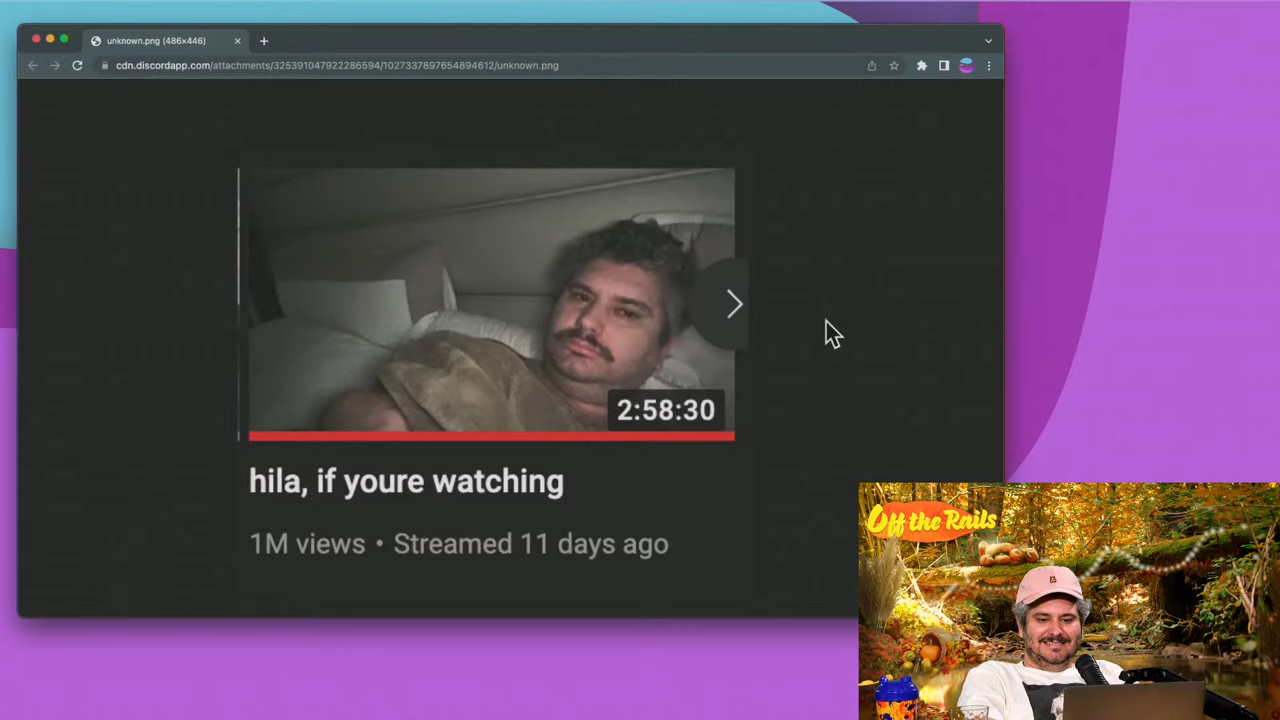 unknown.png (486×446)
cdn.discordapp.com/attachments/325391047922286594/1027337897654894612/unknown.png
2:58:30
hila, if youre watching
1M views • Streamed 11 days ago
Off the Rails